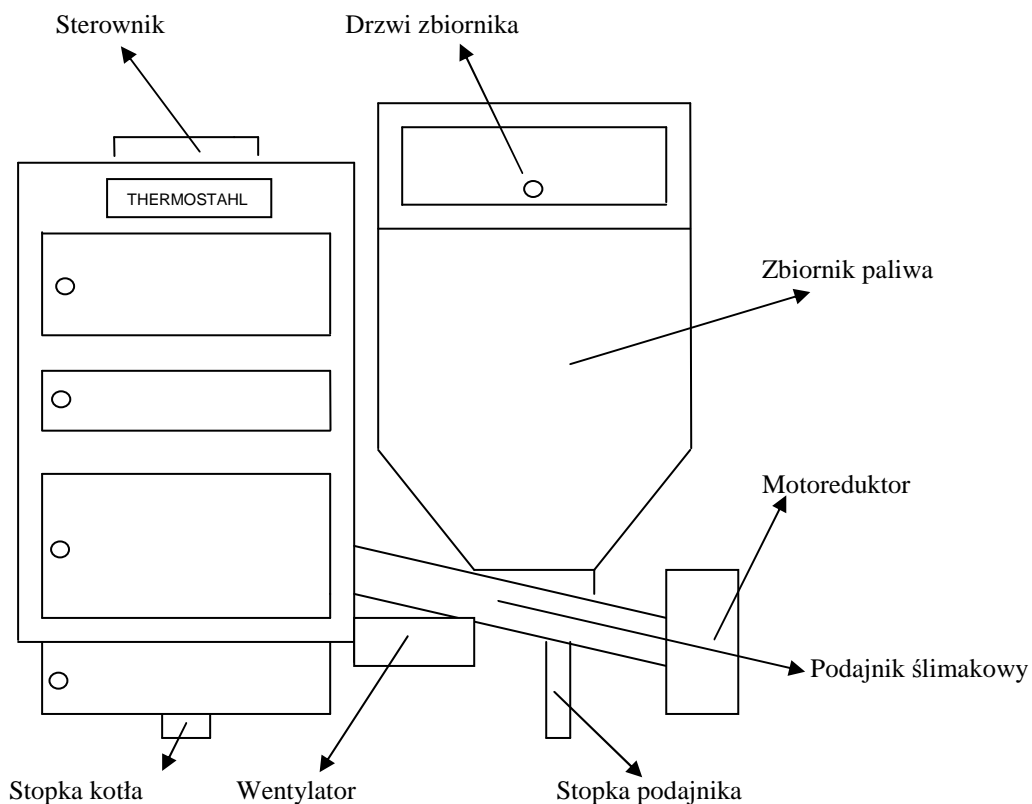 Sterownik
Drzwi zbiornika
THERMOSTAHL
Zbiornik paliwa
Motoreduktor
Podajnik ślimakowy
Stopka kotła
Wentylator
Stopka podajnika